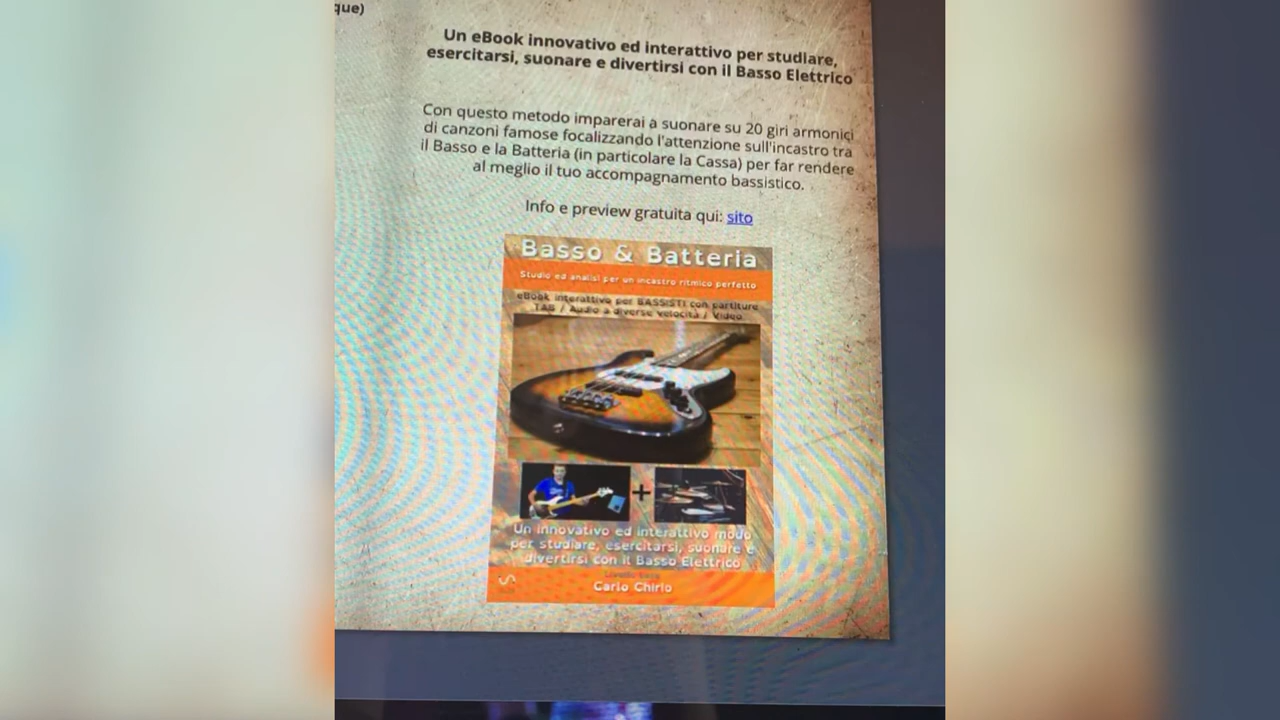 que)
Un eBook innovativo ed interattivo per studiare,
esercitarsi, suonare e divertirsi con il Basso Elettrico
Con questo metodo imparerai a suonare su 20 giri armonici
di canzoni famose focalizzando l'attenzione sull'incastro tra
il Basso e la Batteria (in particolare la Cassa) per far rendere
al meglio il tuo accompagnamento bassistico.
Info e preview gratuita qui: sito
Basso & Batteria
Studio ed analisi per un incastro ritmico perfetto
eBook interattivo per BASSISTI con partiture
TAB / Audio a diverse velocità / Video
+
Un innovativo ed interattivo modo
per studiare, esercitarsi, suonare e
divertirsi con il Basso Elettrico
Carlo Chirio